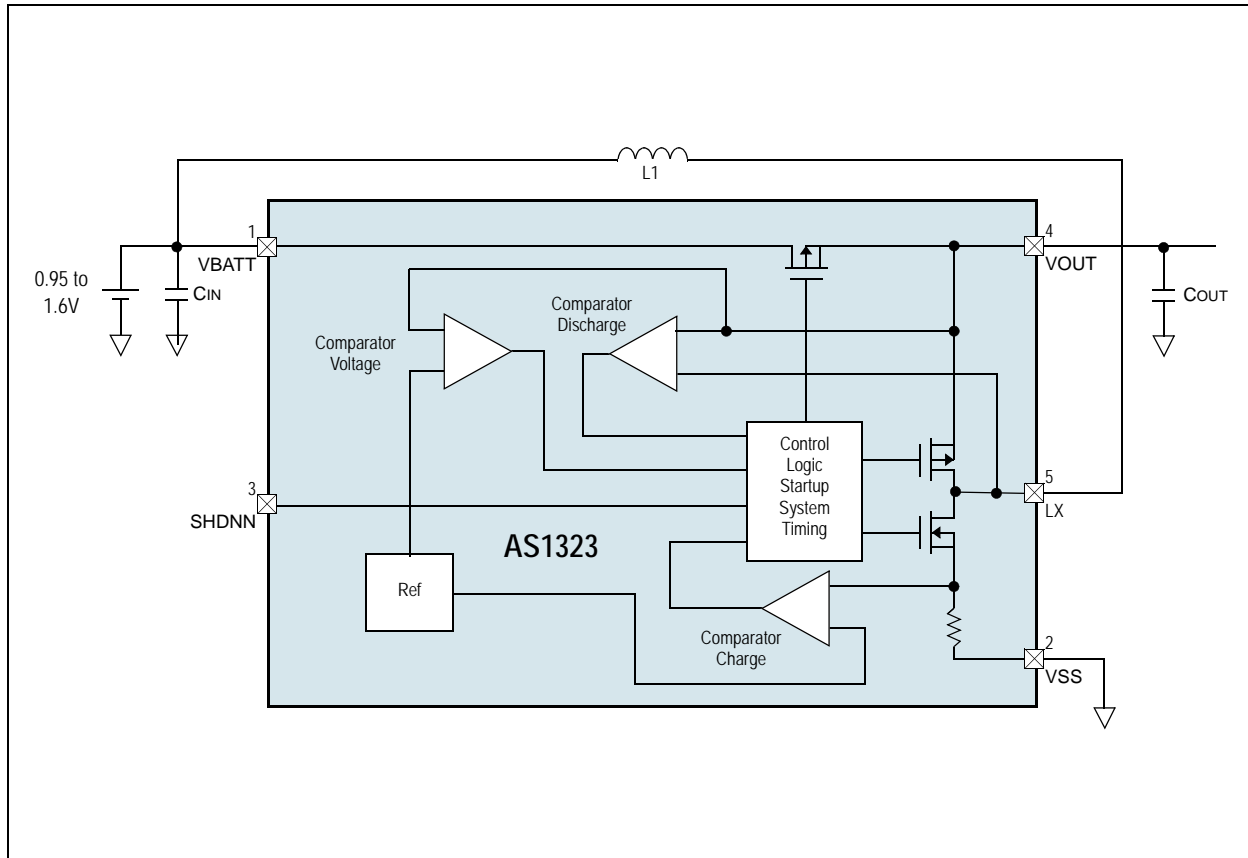 L1
1
VBATT
4
VOUT
0.95 to
1.6V
CIN
COUT
Comparator
Voltage
Comparator
Discharge
Control
Logic
Startup
System
Timing
5
LX
3
SHDNN
AS1323
Ref
Comparator
Charge
2
VSS